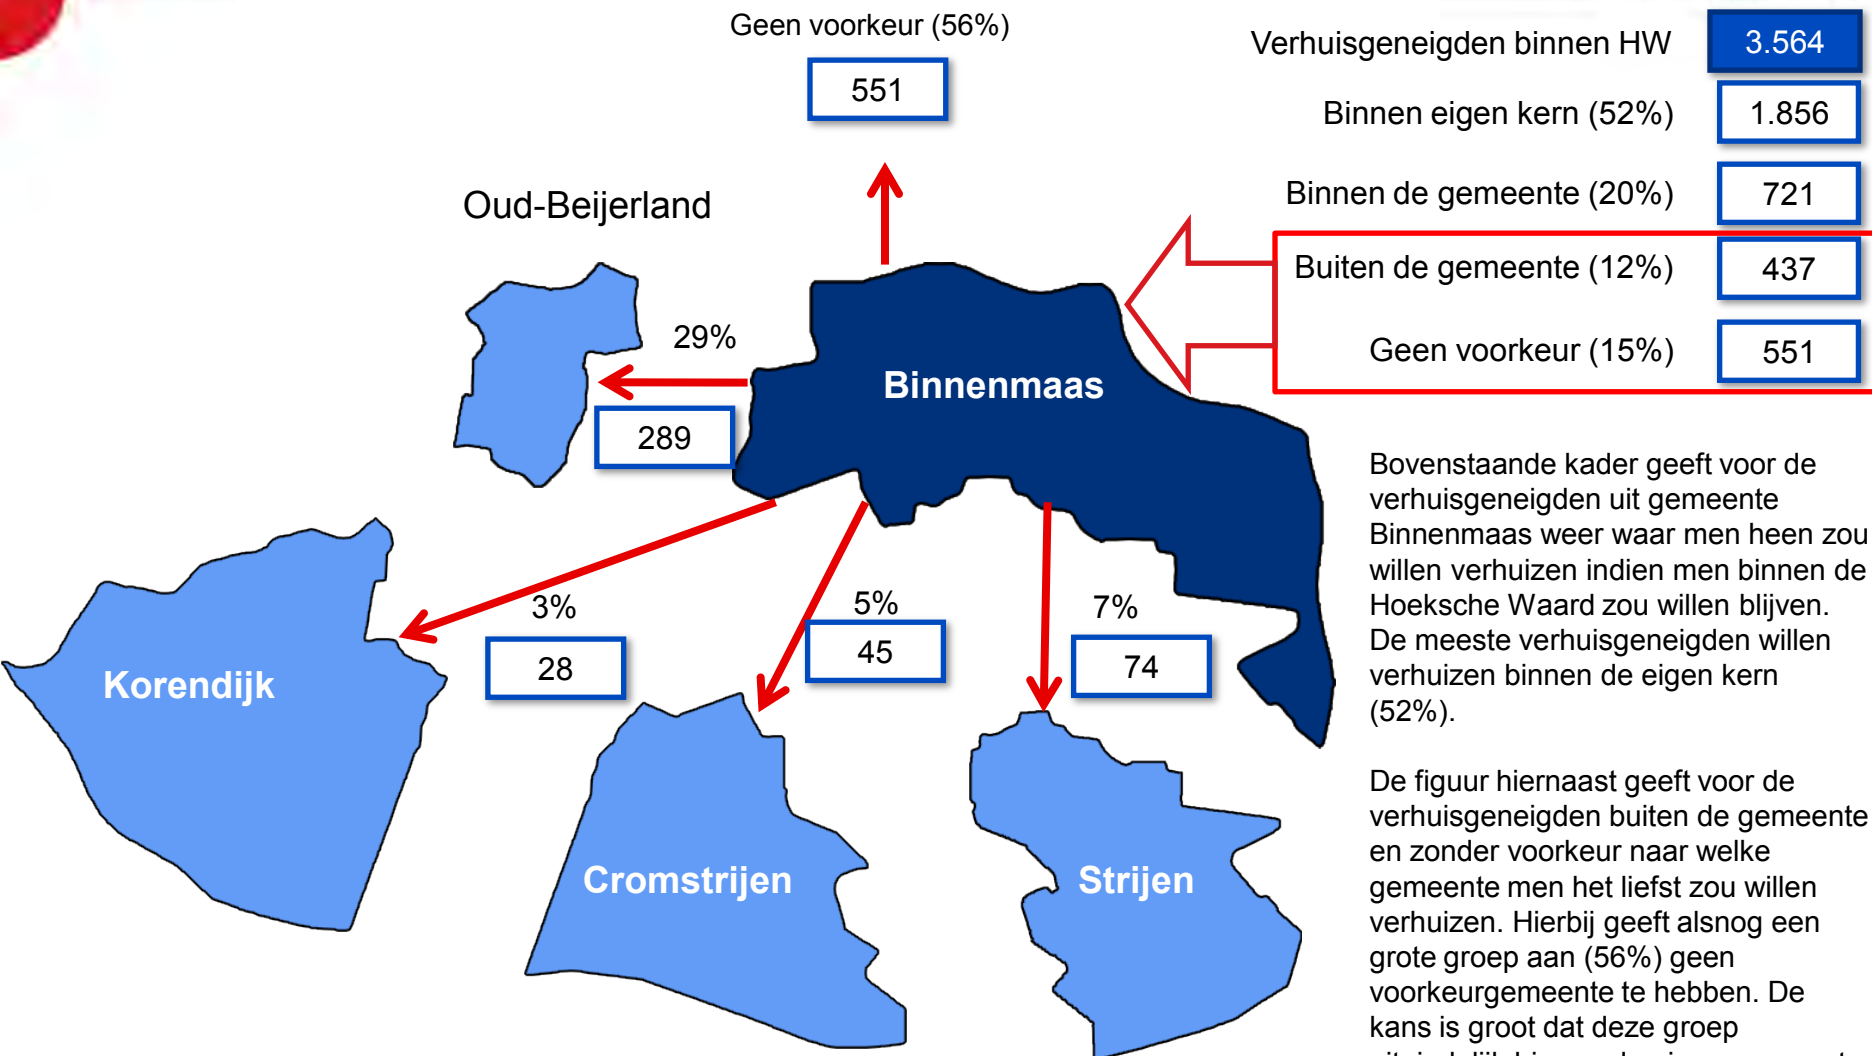 Geen voorkeur (56%)
551
Verhuisgeneigden binnen HW 3.564
Binnen eigen kern (52%) 1.856
Binnen de gemeente (20%) 721
Buiten de gemeente (12%) 437
Geen voorkeur (15%) 551
Oud-Beijerland
29%
289
Binnenmaas
3%
28
5%
45
7%
74
Korendijk
Cromstrijen
Strijen
Bovenstaande kader geeft voor de
verhuisgeneigden uit gemeente
Binnenmaas weer waar men heen zou
willen verhuizen indien men binnen de
Hoeksche Waard zou willen blijven.
De meeste verhuisgeneigden willen
verhuizen binnen de eigen kern
(52%).
De figuur hiernaast geeft voor de
verhuisgeneigden buiten de gemeente
en zonder voorkeur naar welke
gemeente men het liefst zou willen
verhuizen. Hierbij geeft alsnog een
grote groep aan (56%) geen
voorkeurgemeente te hebben. De
kans is groot dat deze groep